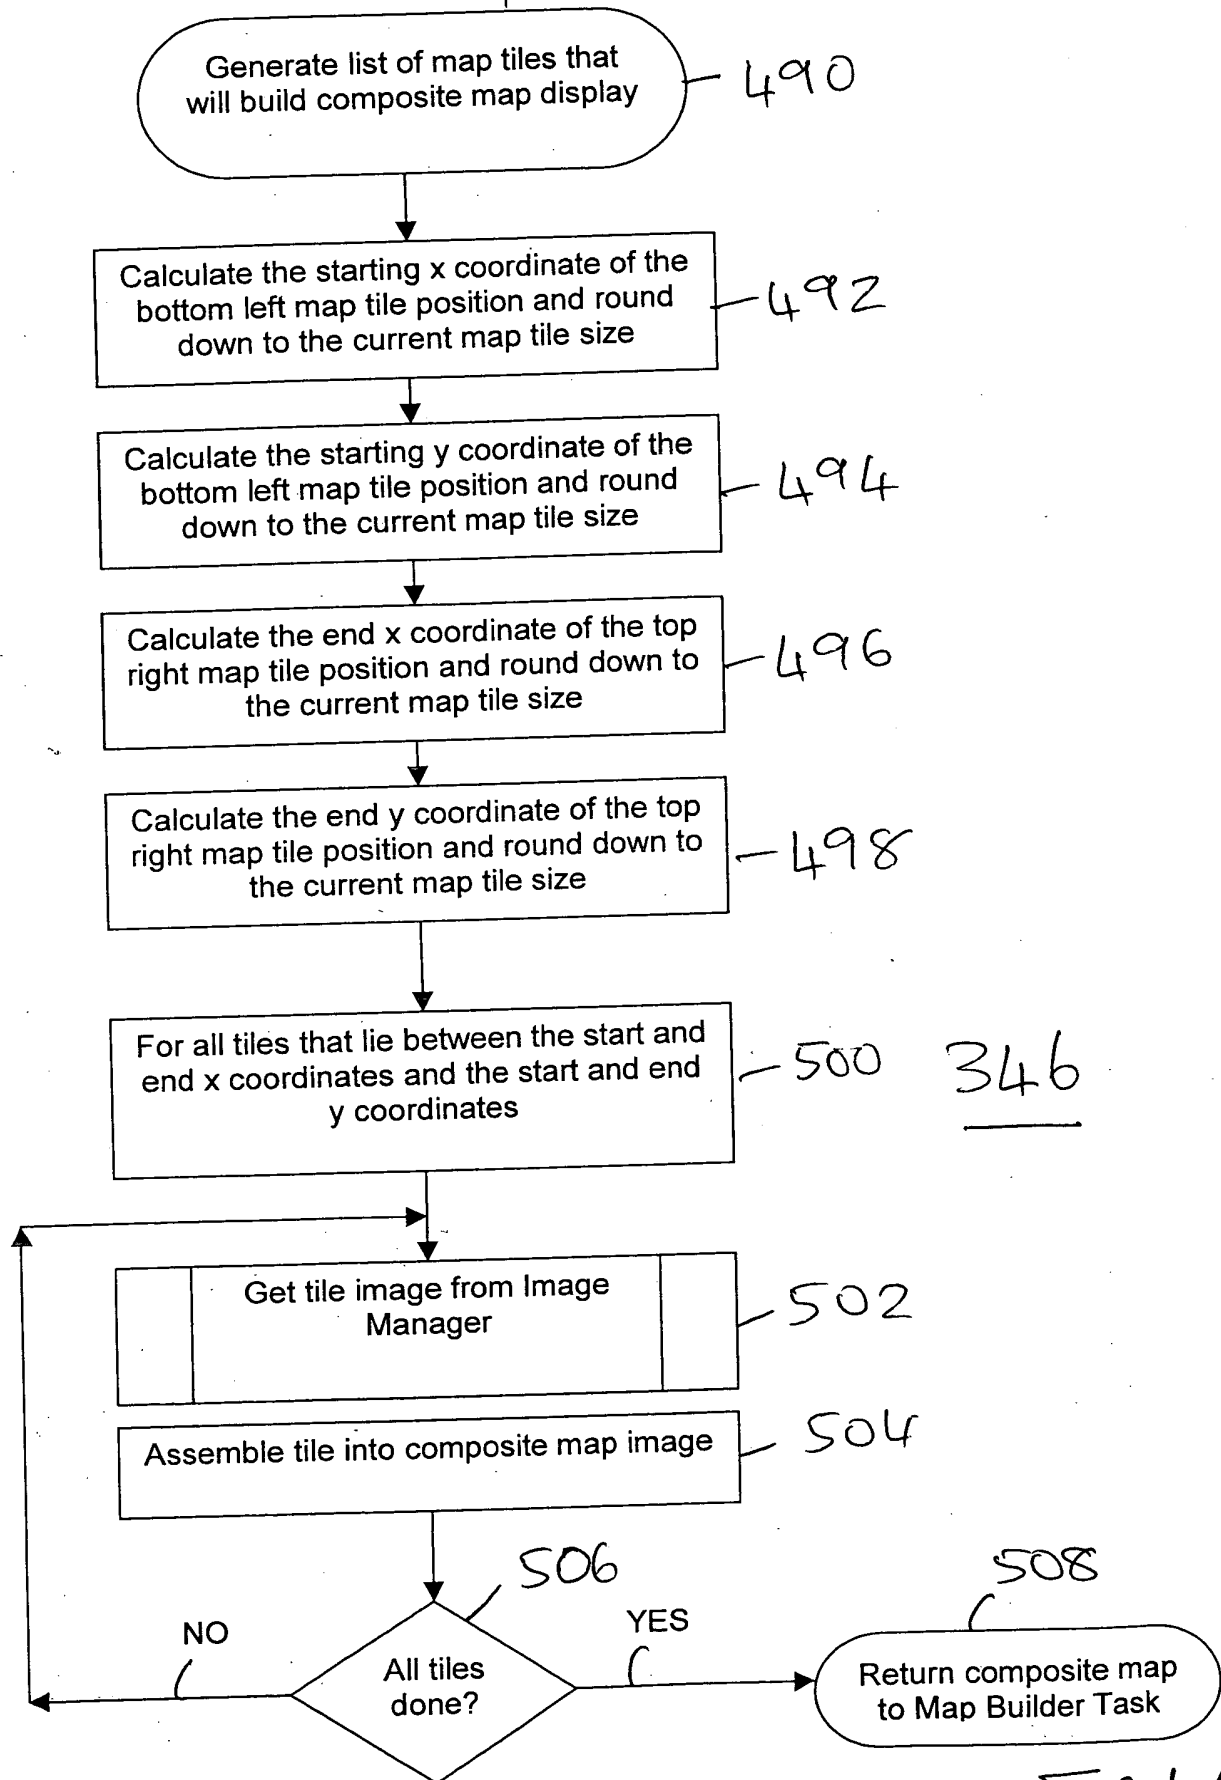 Generate list of map tiles that
will build composite map display
490
Calculate the starting x coordinate of the
bottom left map tile position and round
down to the current map tile size
492
Calculate the starting y coordinate of the
bottom left map tile position and round
down to the current map tile size
494
Calculate the end x coordinate of the top
right map tile position and round down to
the current map tile size
496
Calculate the end y coordinate of the top
right map tile position and round down to
the current map tile size
498
For all tiles that lie between the start and
end x coordinates and the start and end
y coordinates
500
346
Get tile image from Image
Manager
502
Assemble tile into composite map image
504
506
508
NO
YES
All tiles
done?
Return composite map
to Map Builder Task